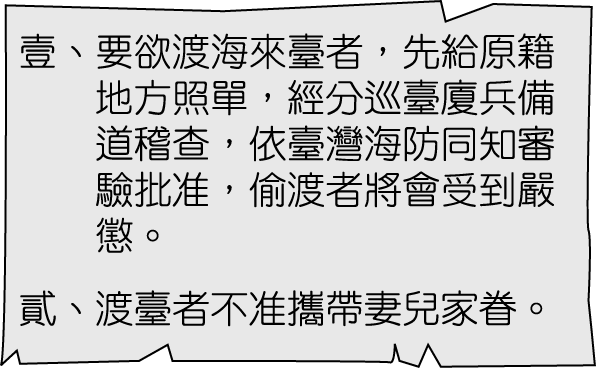 壹、要欲渡海來臺者，先給原籍
地方照單，經分巡臺廈兵備
道稽查，依臺灣海防同知審
驗批准，偷渡者將會受到嚴
懲。
貳、渡臺者不准攜帶妻兒家眷。